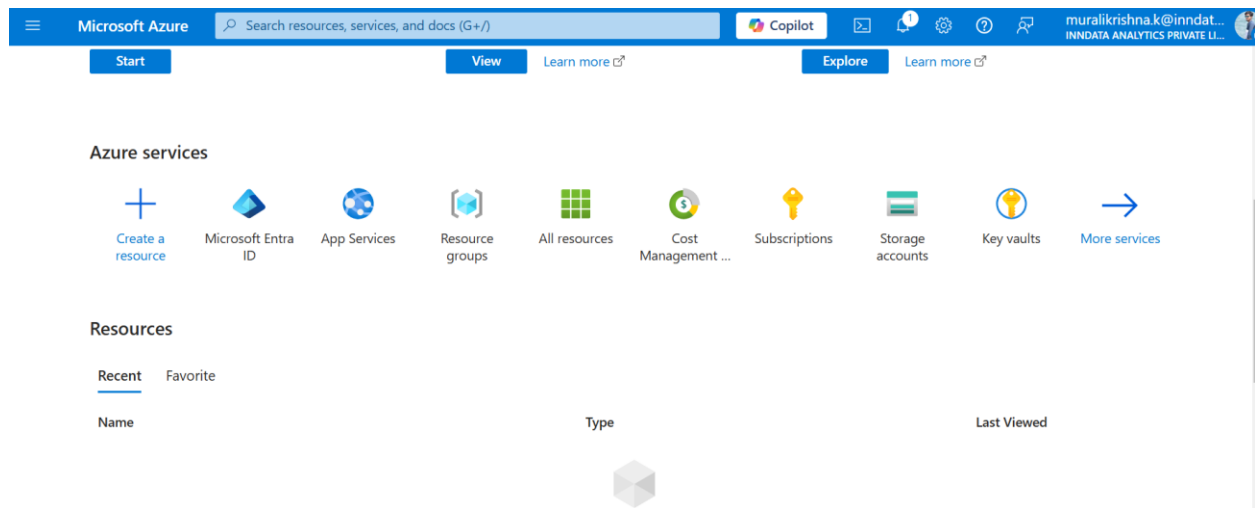 Microsoft Azure
Search resources, services, and docs (G+/)
Copilot
1
muralikrishna.k@inndat...
INNDATA ANALYTICS PRIVATE LI...
Start
View
Learn more
Explore
Learn more
Azure services
Create a
resource
Microsoft Entra
ID
App Services
Resource
groups
All resources
Cost
Management ...
Subscriptions
Storage
accounts
Key vaults
More services
Resources
Recent
Favorite
Name
Type
Last Viewed